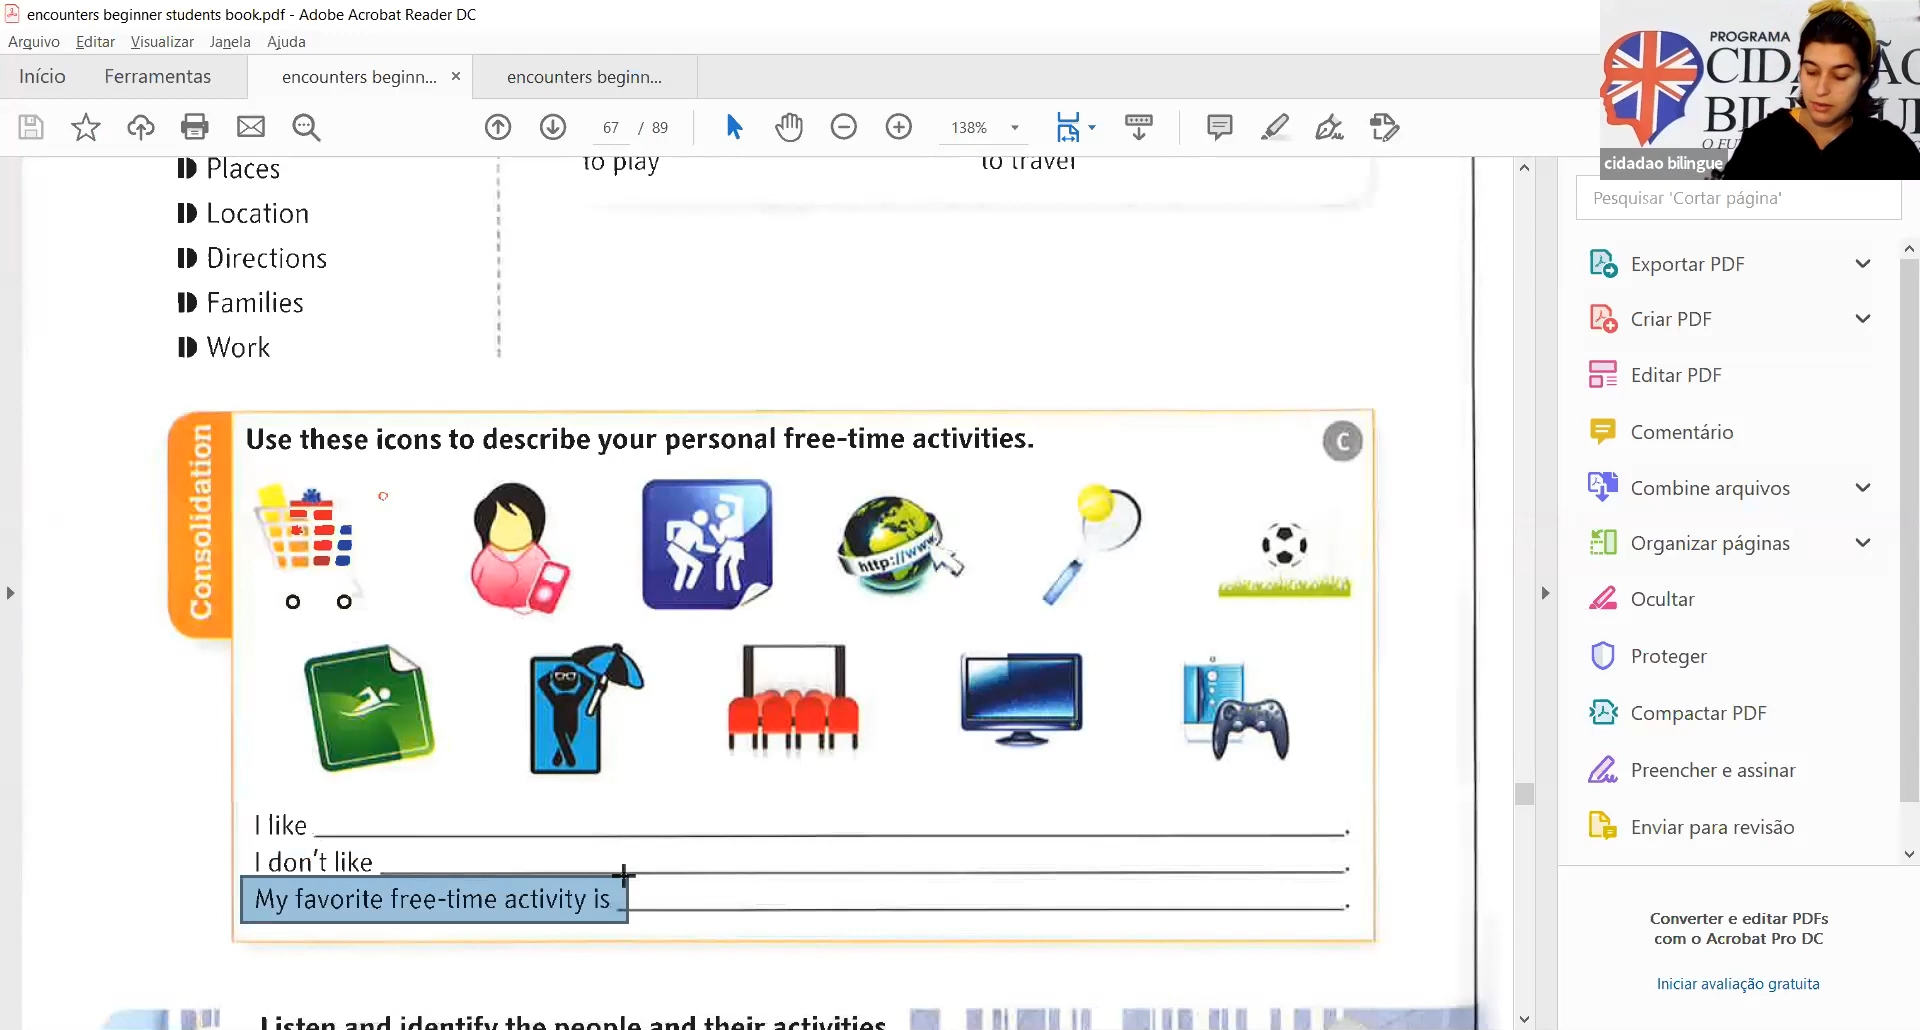 encounters beginner students book.pdf - Adobe Acrobat Reader DC
Arquivo Editar Visualizar Janela Ajuda
Início Ferramentas encounters beginn... × encounters beginn...
67 / 89 138%
PROGRAMA
cidadao bilingue
Places
to play to travel
Location
Directions
Families
Work
Consolidation
Use these icons to describe your personal free-time activities.
C
http://www.
I like
I don't like
My favorite free-time activity is
Listen and identify the people and their activities
Pesquisar 'Cortar página'
Exportar PDF
Criar PDF
Editar PDF
Comentário
Combine arquivos
Organizar páginas
Ocultar
Proteger
Compactar PDF
Preencher e assinar
Enviar para revisão
Converter e editar PDFs
com o Acrobat Pro DC
Iniciar avaliação gratuita